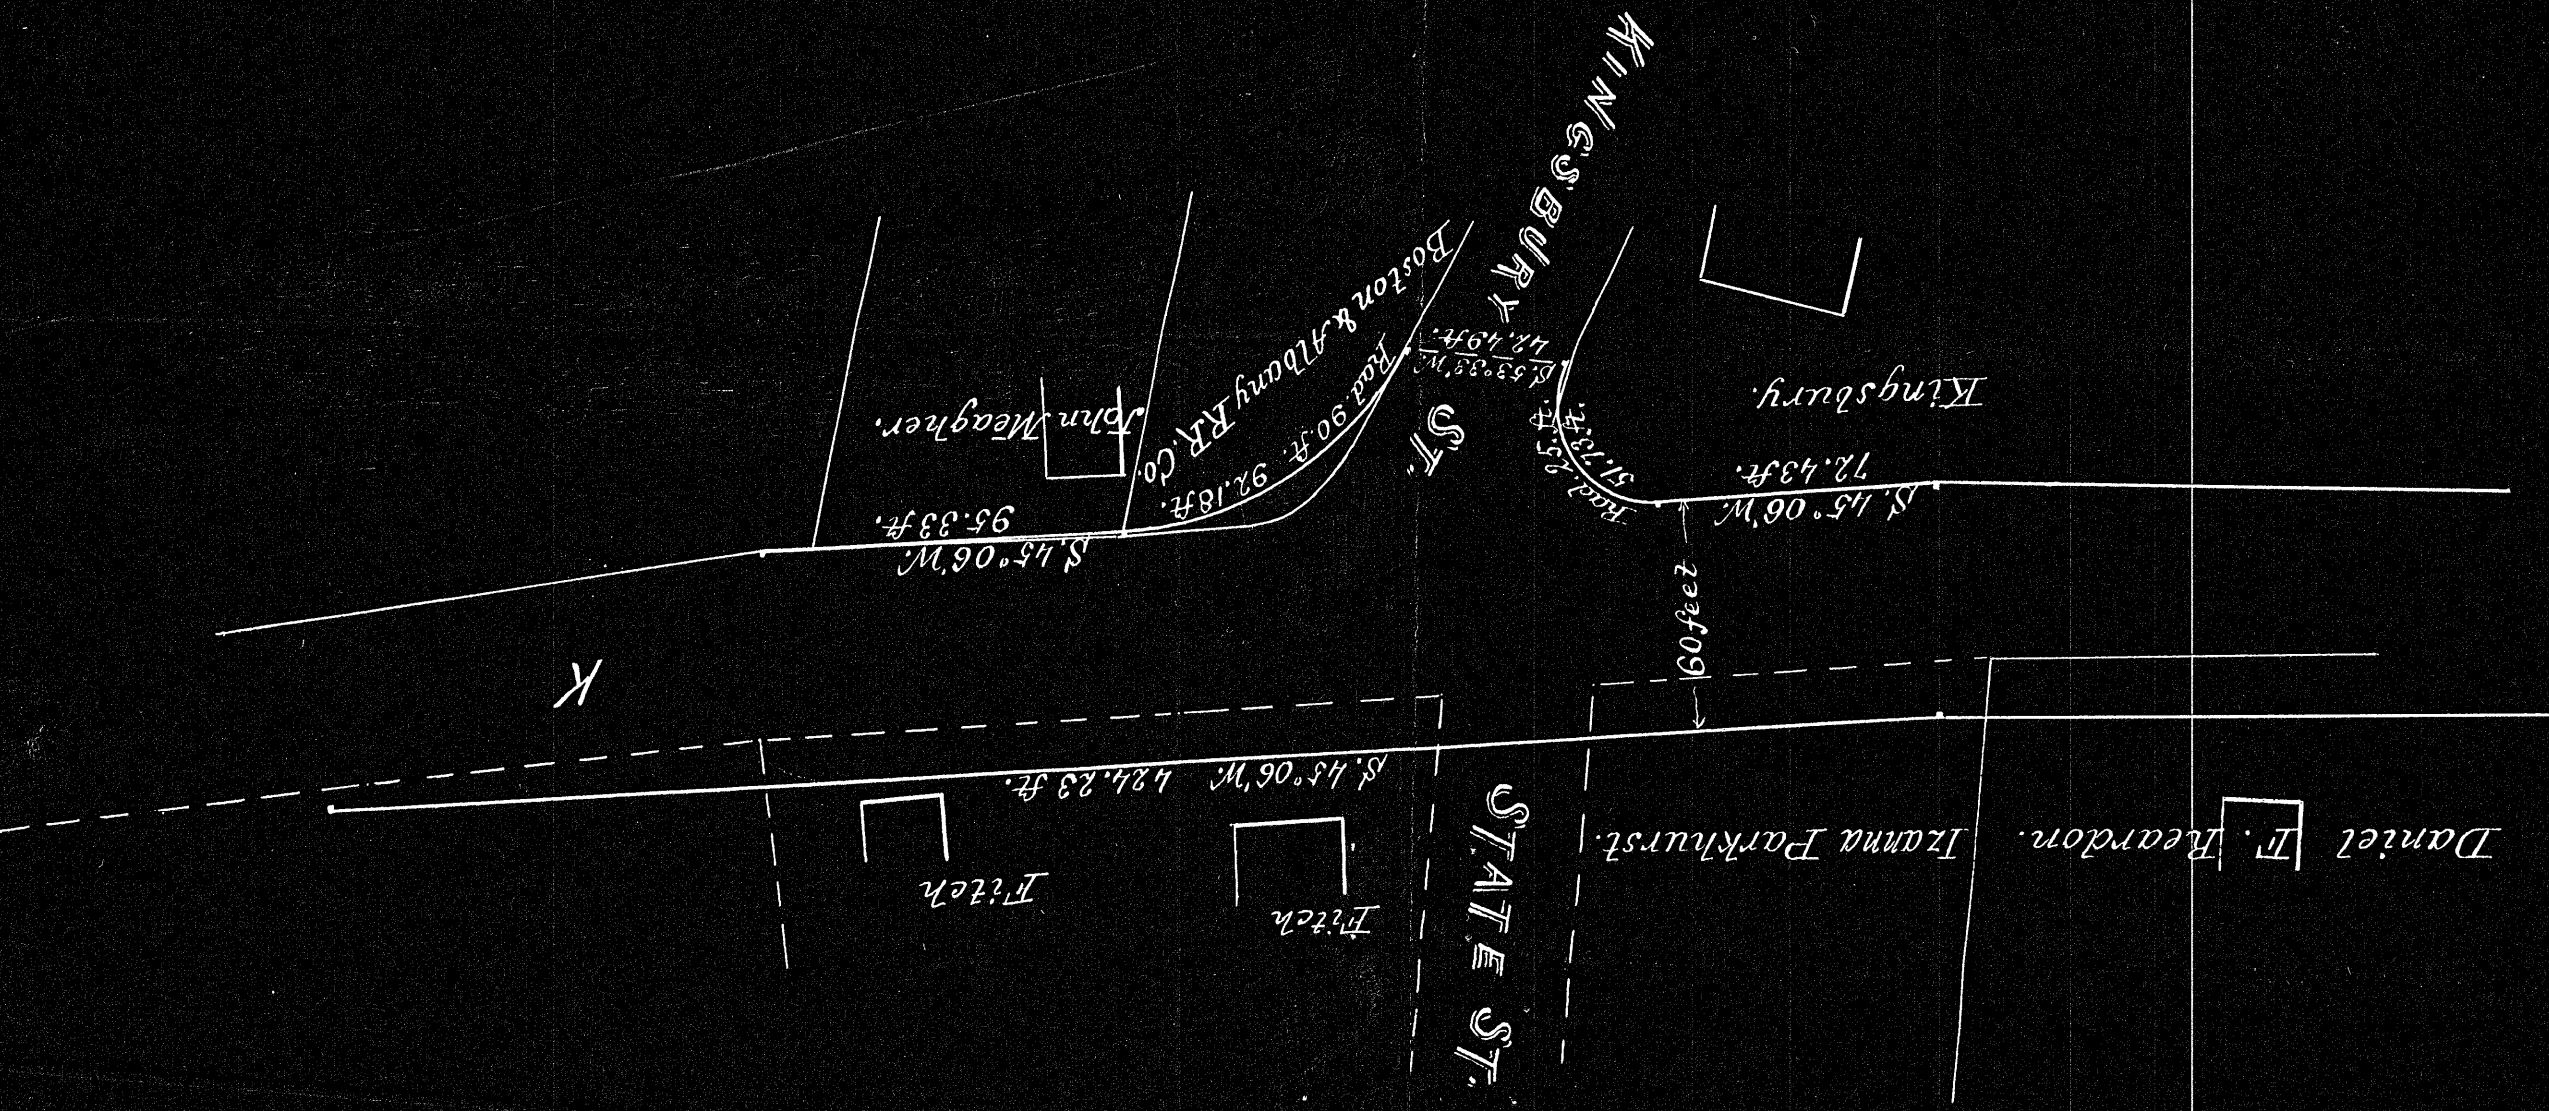 KINGSBURY ST.
Boston & Albany R.R. Co.
Rad. 90. ft. 92.18 ft.
John Meagher.
95.33 ft.
S. 45° 06' W.
S. 53° 33' W.
42.49 ft.
Kingsbury.
Rad. 25. ft.
51.73 ft.
72.43 ft.
S. 45° 06' W.
60 feet
K
S. 45° 06' W. 424.23 ft.
Fitch
Fitch
STATE ST.
Izanna Parkhurst.
Daniel F. Reardon.